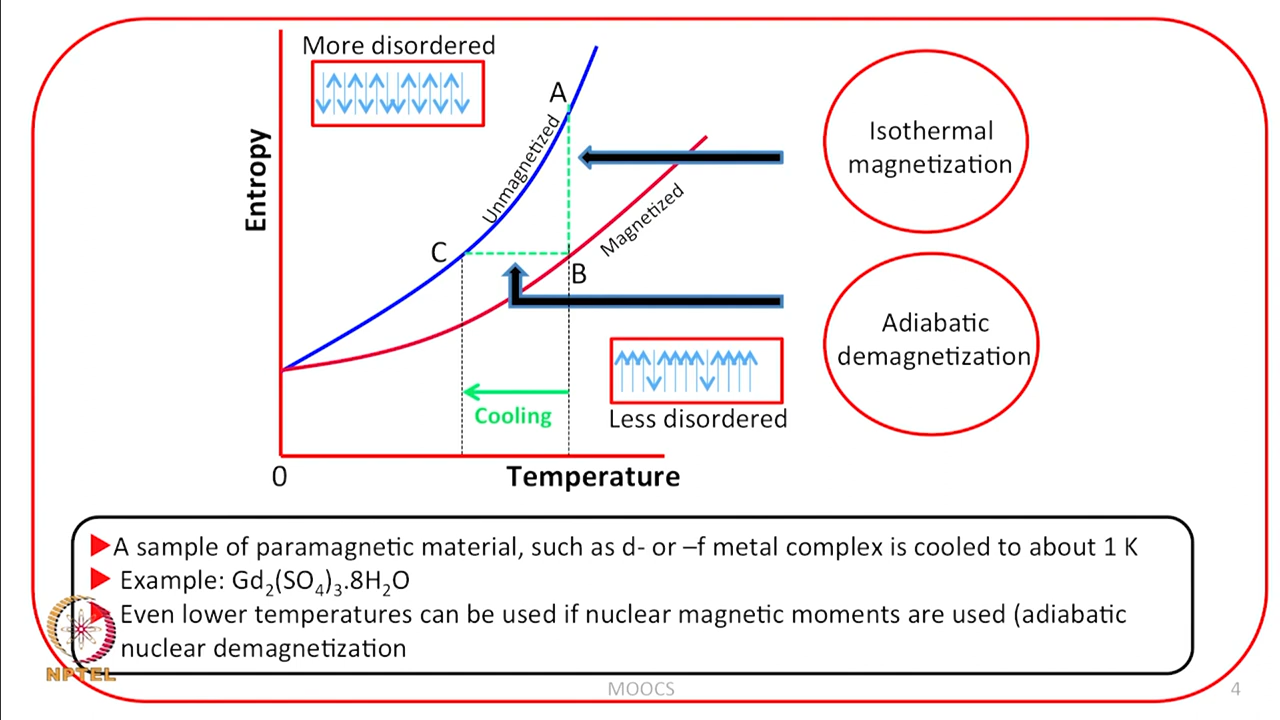 More disordered
A
Isothermal
magnetization
Entropy
Unmagnetized
Magnetized
C
B
Adiabatic
demagnetization
Cooling
Less disordered
0
Temperature
A sample of paramagnetic material, such as d- or –f metal complex is cooled to about 1 K
Example: Gd₂(SO₄)₃.8H₂O
Even lower temperatures can be used if nuclear magnetic moments are used (adiabatic
nuclear demagnetization
NPTEL
MOOCS
4